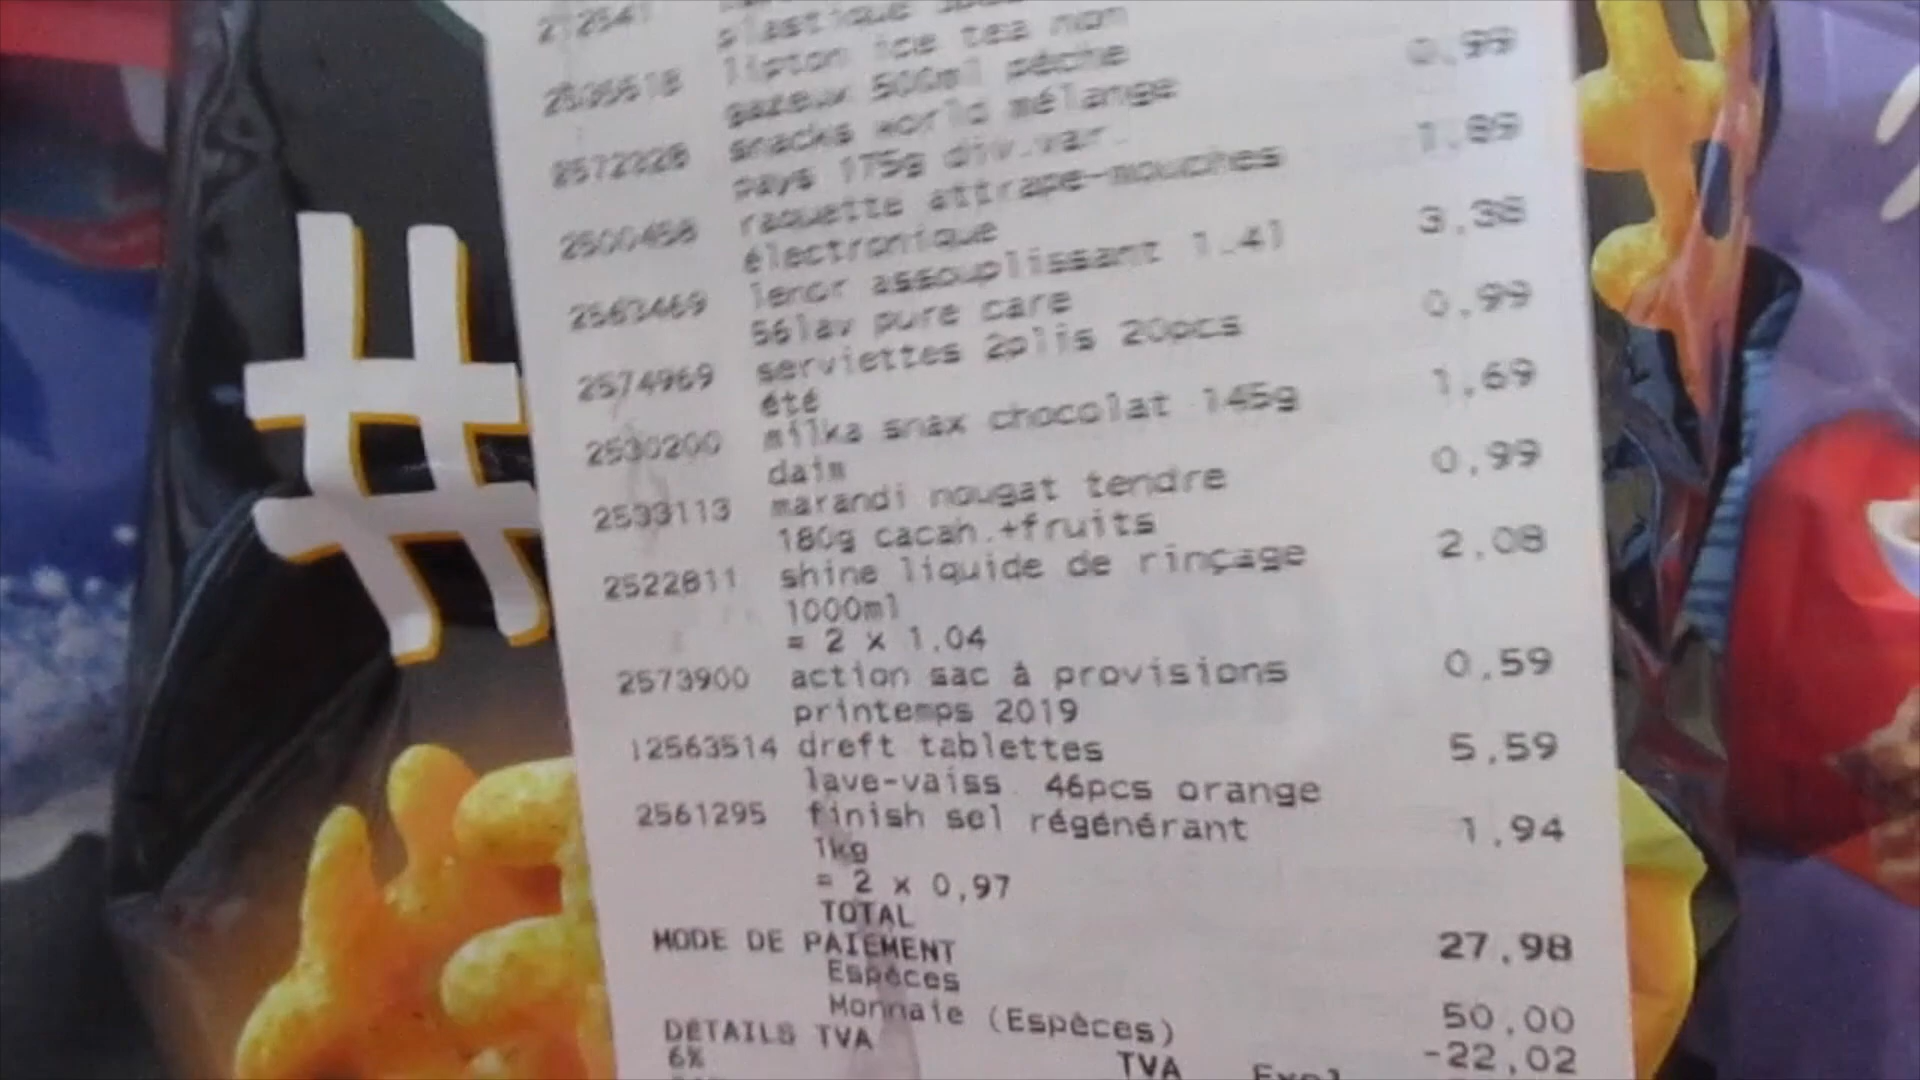 plastique
lipton ice tea non 0,99
gazeux 500ml pêche
2572328 snacks world mélange 1,89
pays 175g div.var.
2500458 raquette attrape-mouches
électronique
2563469 lenor assouplissant 1.4l 3,38
56lav pure care
2574969 serviettes 2plis 20pcs 0,99
été
2530200 milka snax chocolat 145g 1,69
daim
2533113 marandi nougat tendre 0,99
180g cacah.+fruits
2522811 shine liquide de rinçage 2,08
1000ml
= 2 x 1,04
2573900 action sac à provisions 0,59
printemps 2019
12563514 dreft tablettes 5,59
lave-vaiss. 46pcs orange
2561295 finish sel régénérant 1,94
1kg
= 2 x 0,97
TOTAL 27,98
MODE DE PAIEMENT
Espèces 50,00
Monnaie (Espèces) -22,02
DETAILS TVA
6% TVA Excl
#